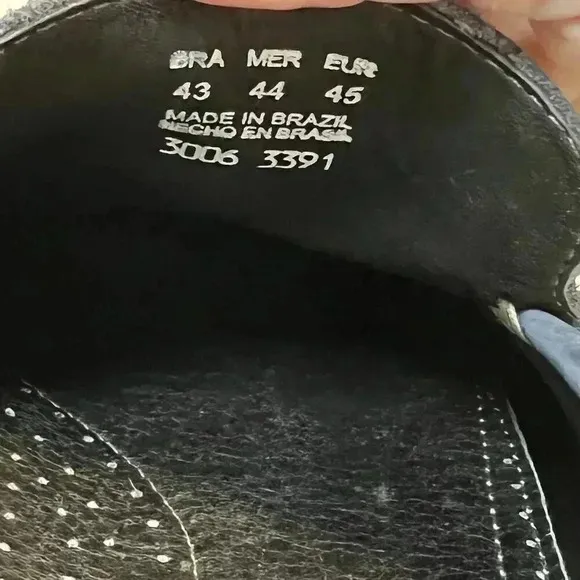 BRA MER EUR
43 44 45
MADE IN BRAZIL
HECHO EN BRASIL
3006 3391